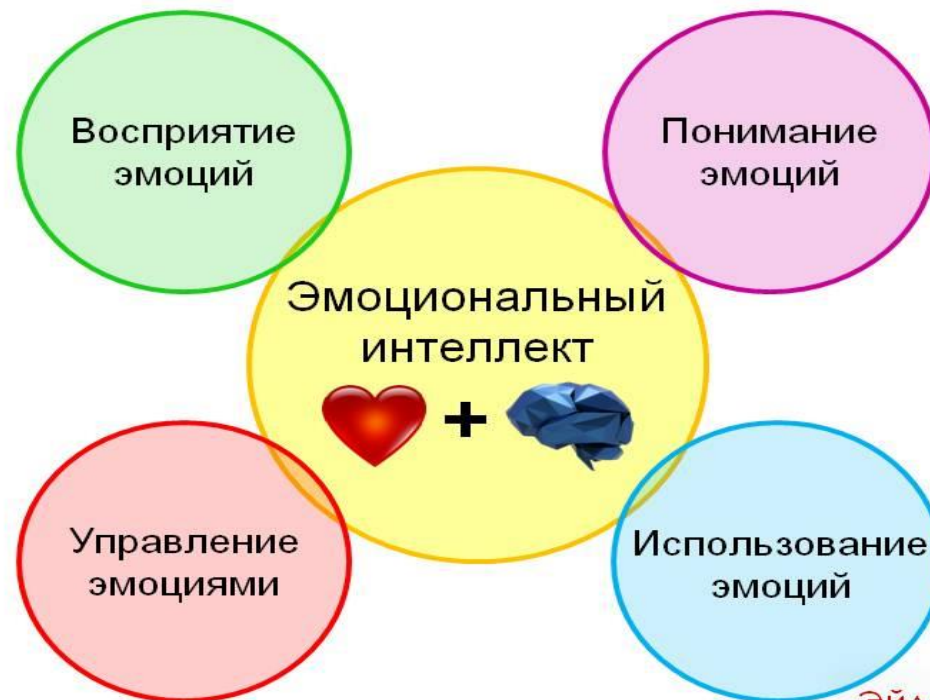 Восприятие
эмоций
Понимание
эмоций
Эмоциональный
интеллект
+
Управление
эмоциями
Использование
эмоций